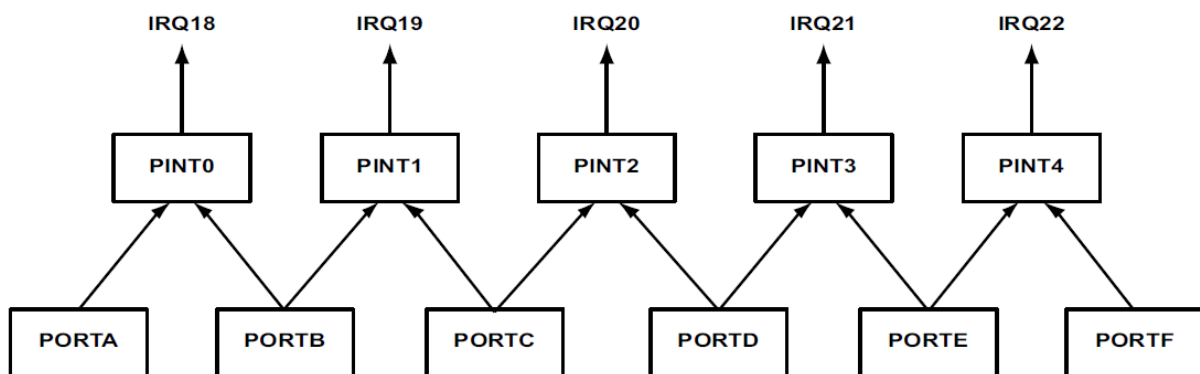 IRQ18 IRQ19 IRQ20 IRQ21 IRQ22
PINT0 PINT1 PINT2 PINT3 PINT4
PORTA PORTB PORTC PORTD PORTE PORTF